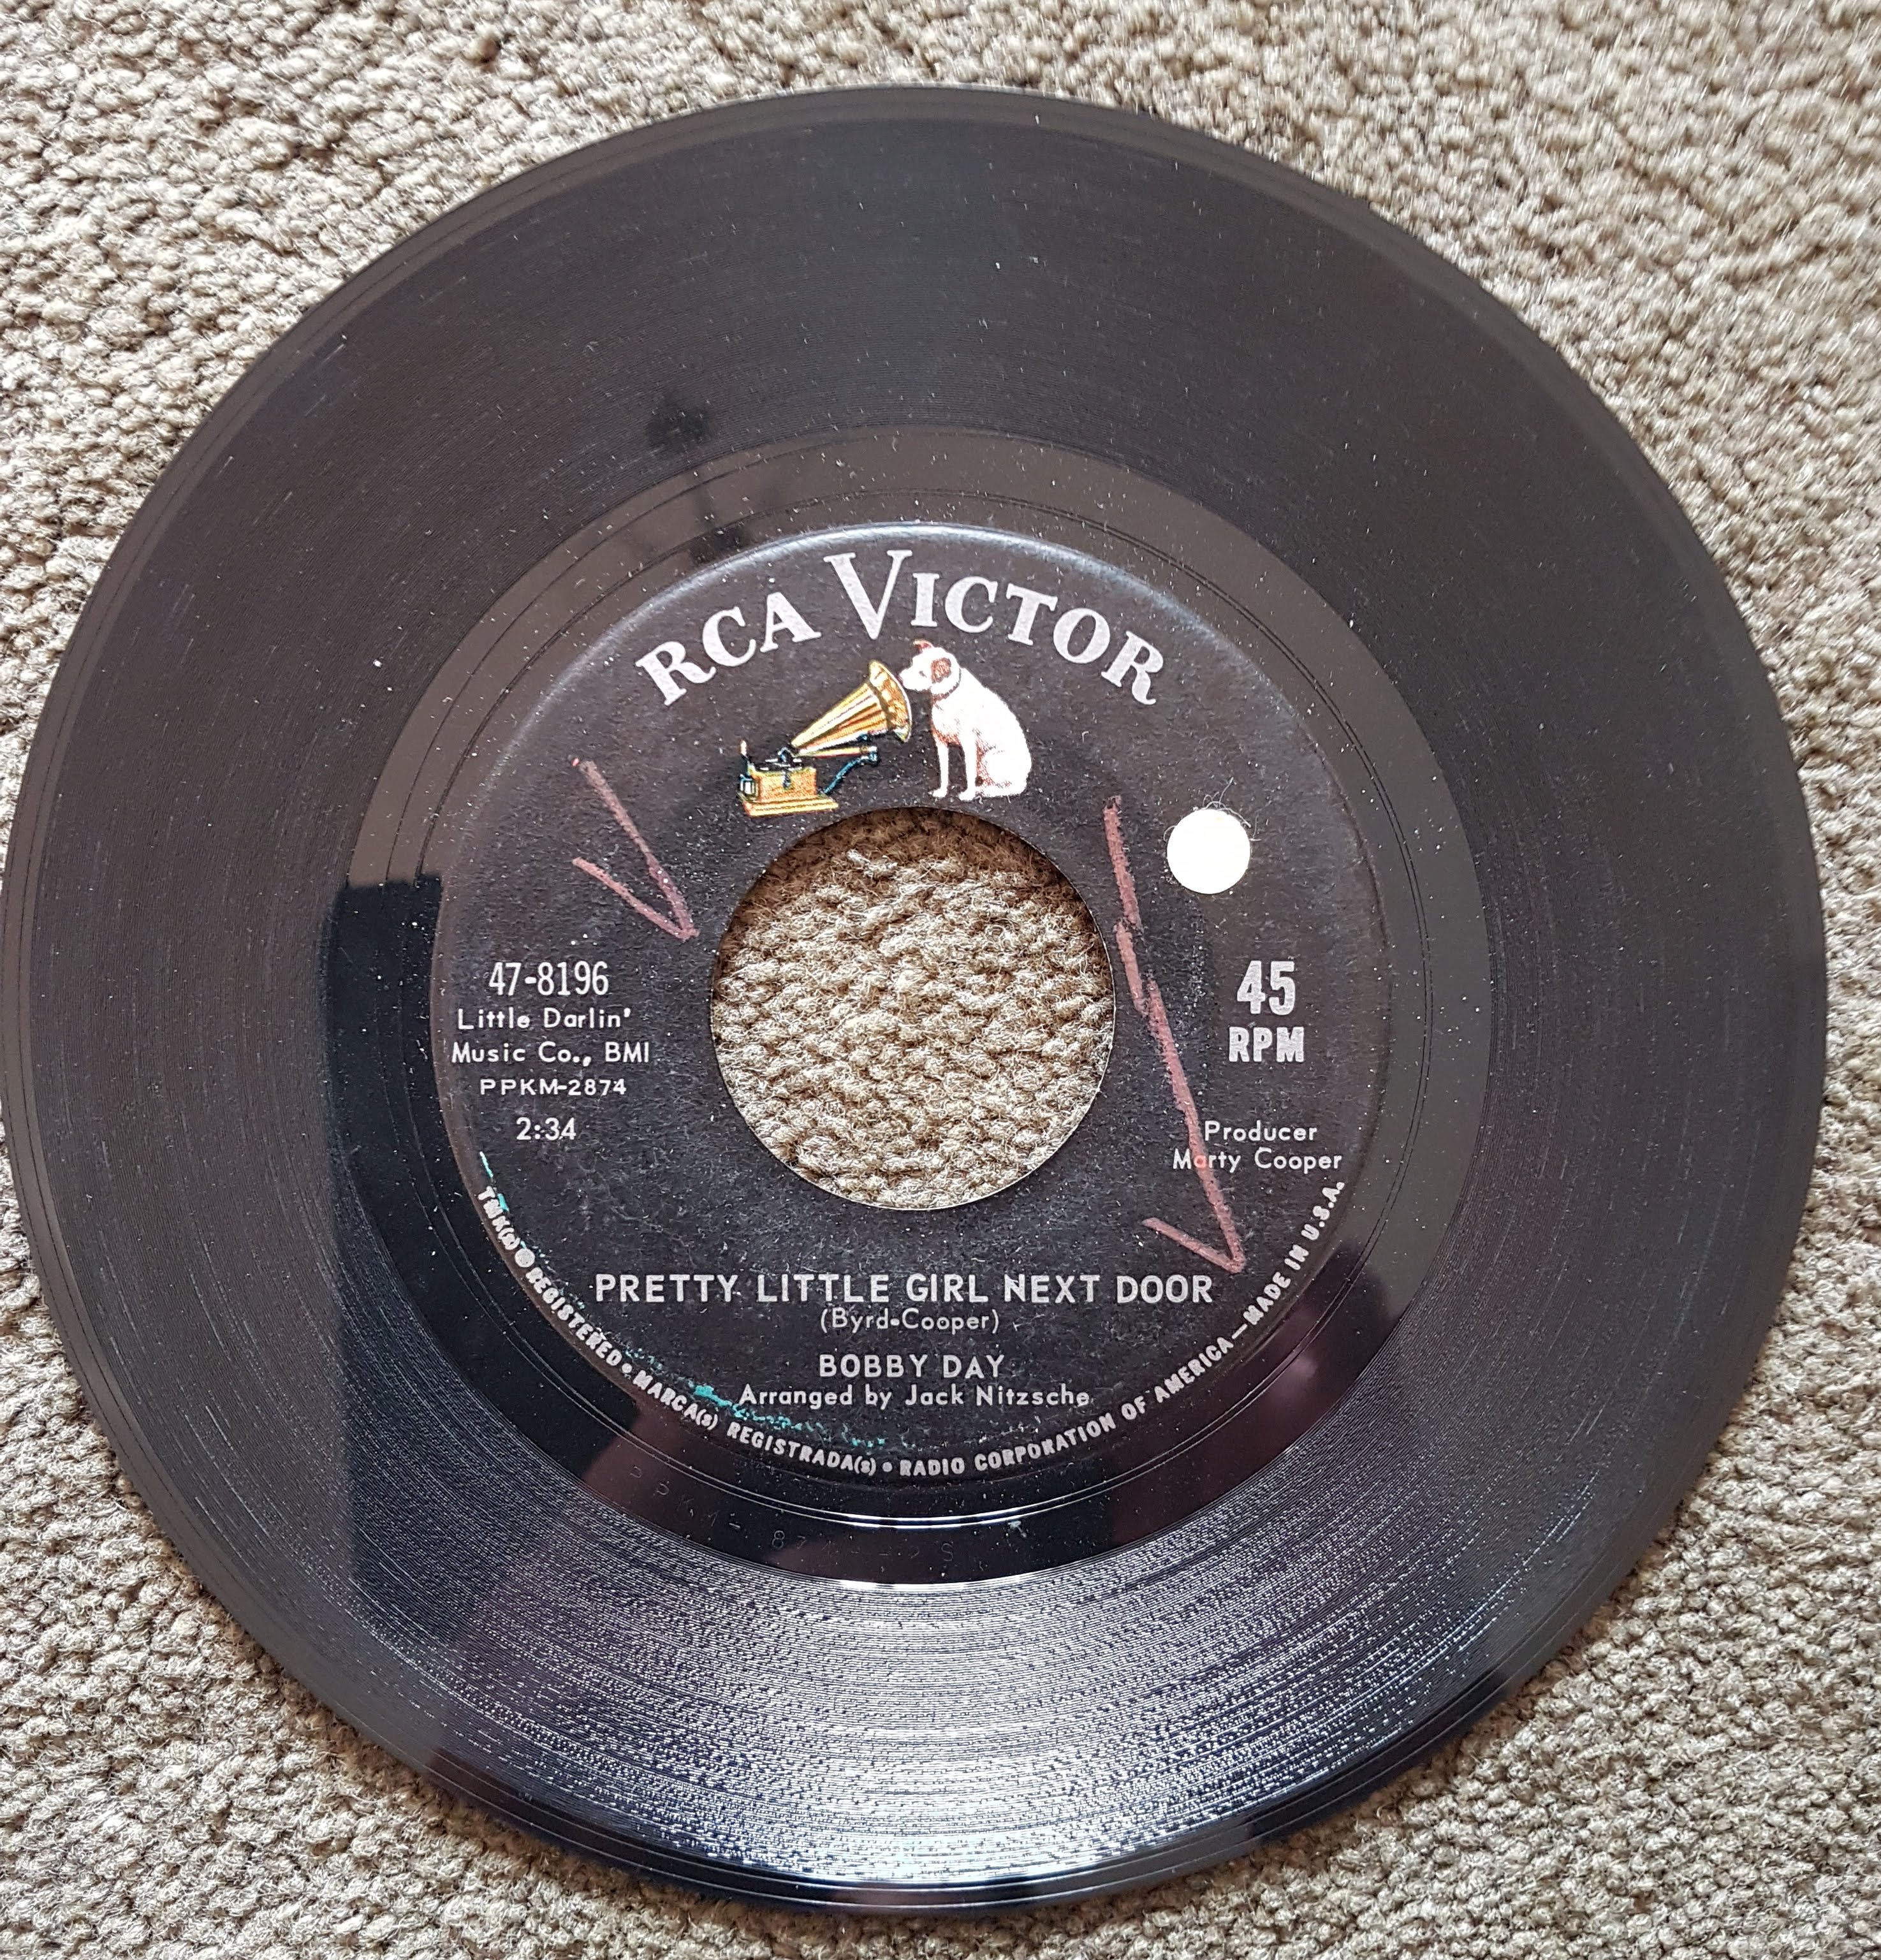 RCA VICTOR
47-8196
Little Darlin'
Music Co., BMI
PPKM-2874
2:34
45
RPM
Producer
Marty Cooper
PRETTY LITTLE GIRL NEXT DOOR
(Byrd-Cooper)
BOBBY DAY
Arranged by Jack Nitzsche
TMK(s) ® REGISTERED • MARCA(s) REGISTRADA(s) • RADIO CORPORATION OF AMERICA—MADE IN U.S.A.